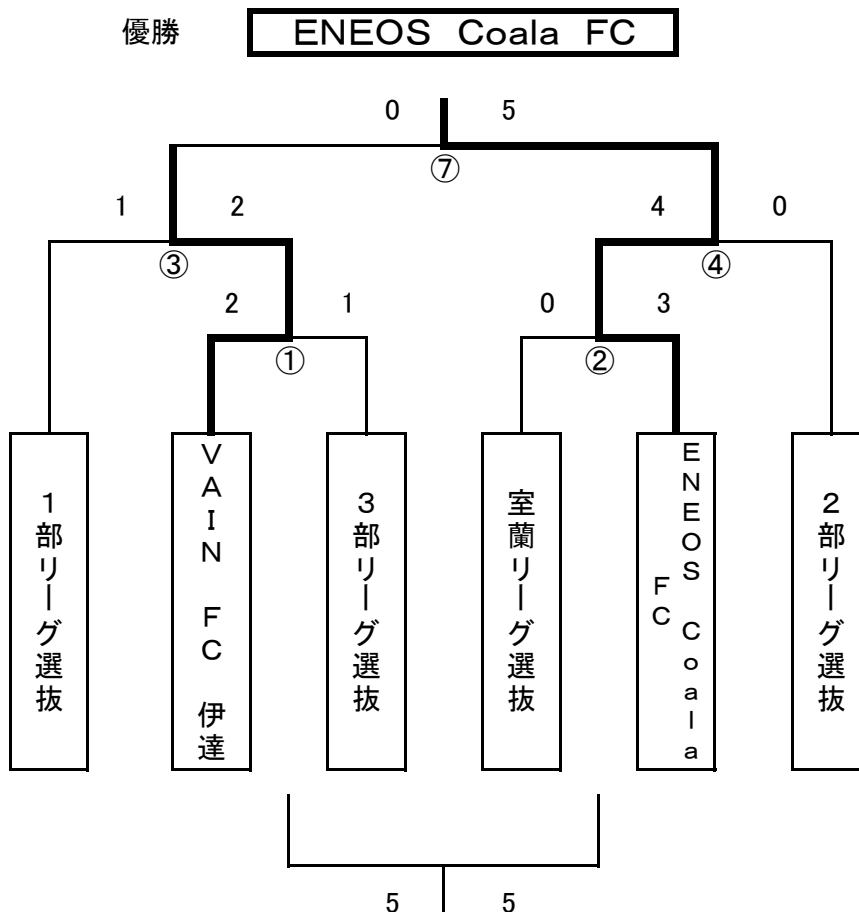 優勝
ENEOS Coala FC
0 5
⑦
1 2 4 0
③ ④
2 1 0 3
① ②
1部リーグ選抜
VAIN FC 伊達
3部リーグ選抜
室蘭リーグ選抜
ENEOS Coala
FC
2部リーグ選抜
5 5